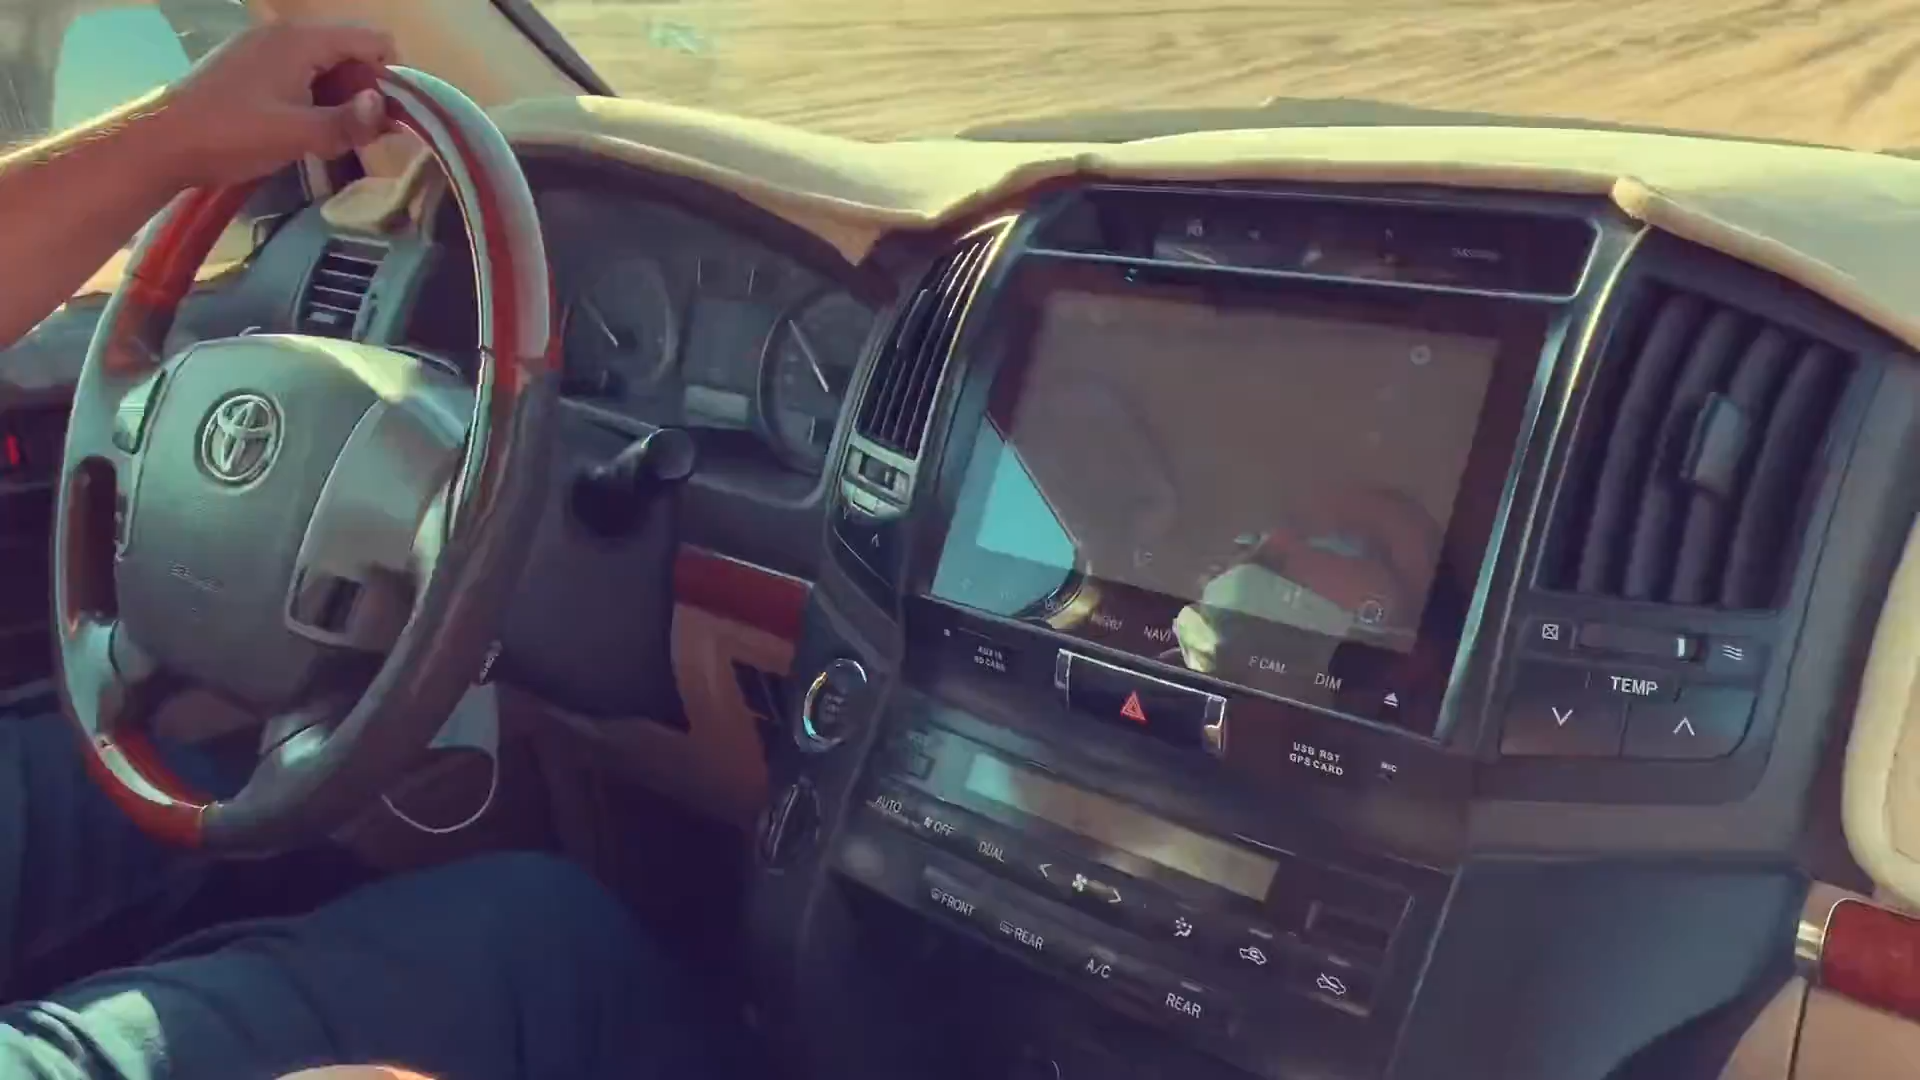 MENU
NAVI
F CAM
DIM
AUX IN
SD CARD
TEMP
USB RST
GPS CARD
MIC
AUTO
OFF
DUAL
FRONT
REAR
A/C
REAR